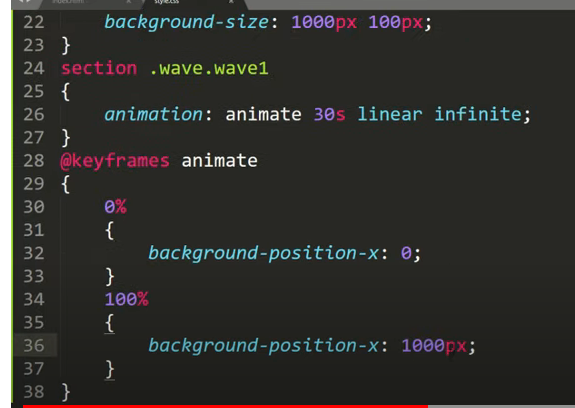 index.html × style.css ×
22 background-size: 1000px 100px;
23 }
24 section .wave.wave1
25 {
26 animation: animate 30s linear infinite;
27 }
28 @keyframes animate
29 {
30 0%
31 {
32 background-position-x: 0;
33 }
34 100%
35 {
36 background-position-x: 1000px;
37 }
38 }